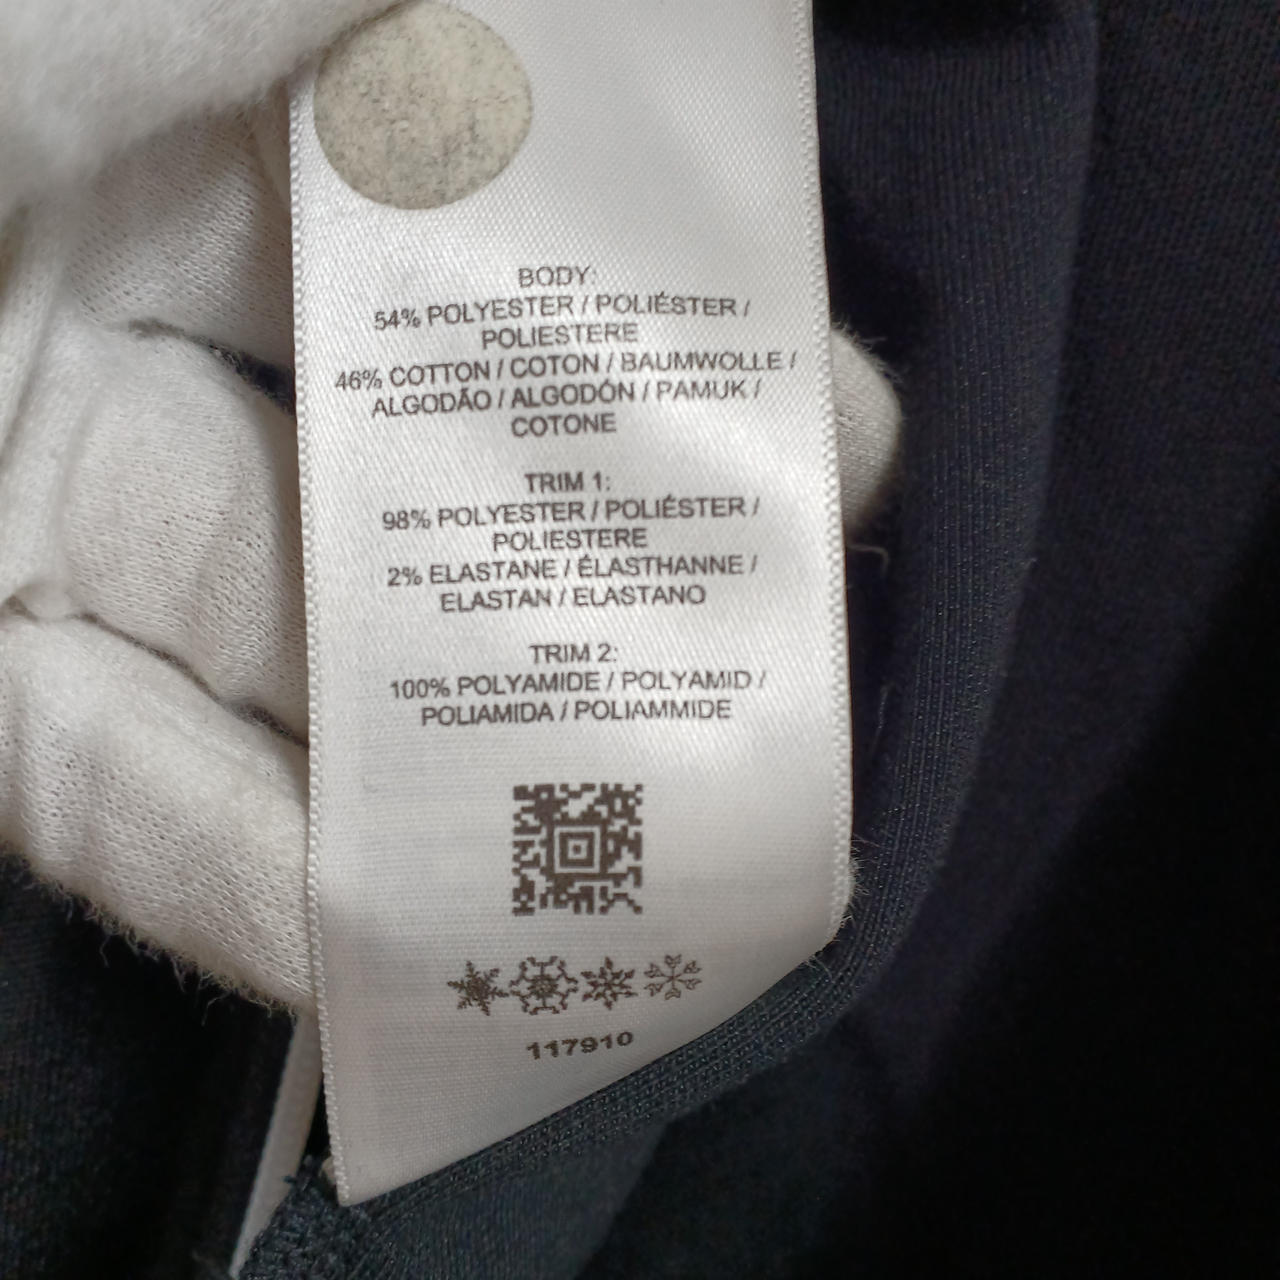 BODY:
54% POLYESTER / POLIÉSTER /
POLIESTERE
46% COTTON / COTON / BAUMWOLLE /
ALGODÃO / ALGODÓN / PAMUK /
COTONE
TRIM 1:
98% POLYESTER / POLIÉSTER /
POLIESTERE
2% ELASTANE / ÉLASTHANNE /
ELASTAN / ELASTANO
TRIM 2:
100% POLYAMIDE / POLYAMID /
POLIAMIDA / POLIAMMIDE
117910